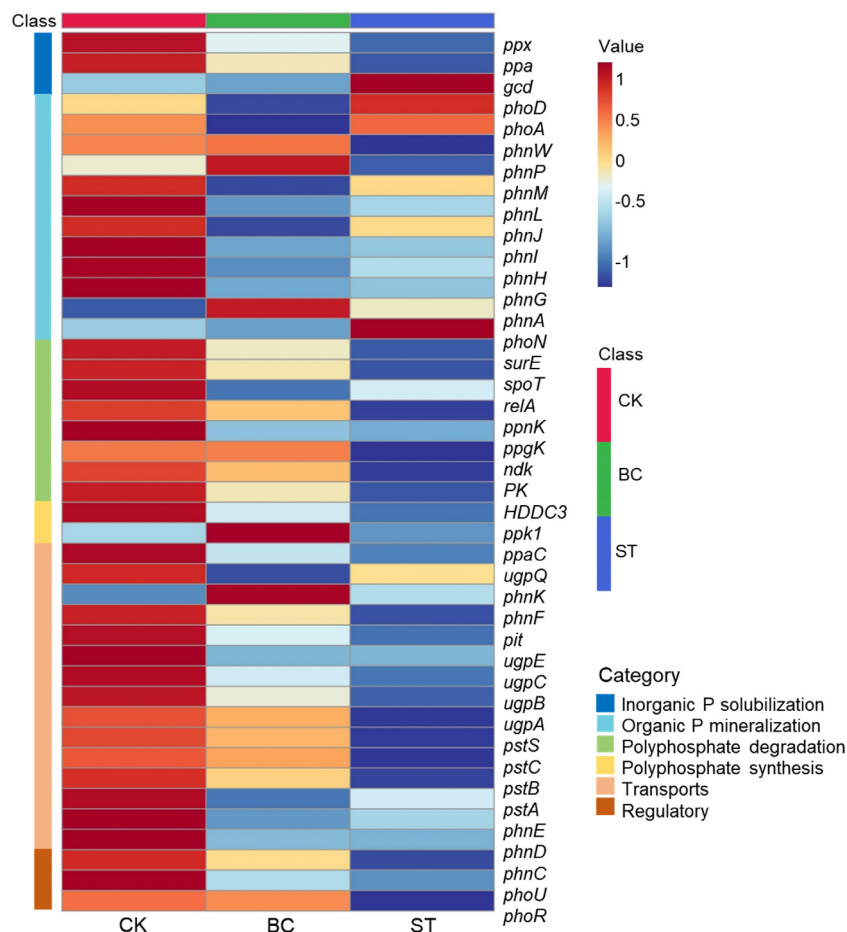 Class
ppx
ppa
gcd
phoD
phoA
phnW
phnP
phnM
phnL
phnJ
phnI
phnH
phnG
phnA
phoN
surE
spoT
relA
ppnK
ppgK
ndk
PK
HDDC3
ppk1
ppaC
ugpQ
phnK
phnF
pit
ugpE
ugpC
ugpB
ugpA
pstS
pstC
pstB
pstA
phnE
phnD
phnC
phoU
phoR
CK BC ST
Value
1
0.5
0
-0.5
-1
Class
CK
BC
ST
Category
Inorganic P solubilization
Organic P mineralization
Polyphosphate degradation
Polyphosphate synthesis
Transports
Regulatory